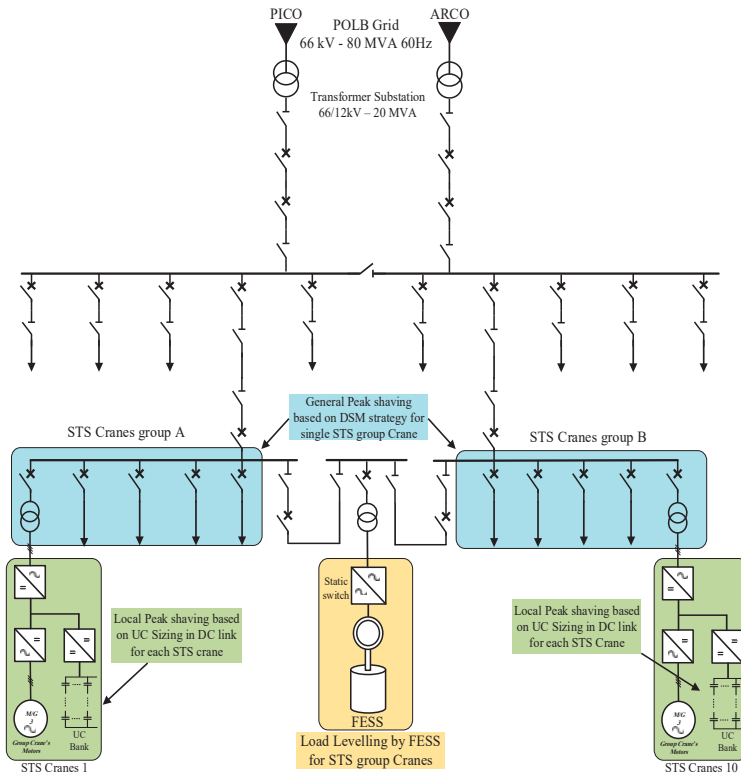 PICO
POLB Grid
ARCO
66 kV - 80 MVA 60Hz
Transformer Substation
66/12kV – 20 MVA
General Peak shaving
based on DSM strategy for
single STS group Crane
STS Cranes group A
STS Cranes group B
Static
switch
Local Peak shaving based
on UC Sizing in DC link
for each STS crane
Local Peak shaving based
on UC Sizing in DC link
for each STS Crane
M/G
3
Group Crane's
Motors
UC
Bank
STS Cranes 1
FESS
Load Levelling by FESS
for STS group Cranes
M/G
3
Group Crane's
Motors
UC
Bank
STS Cranes 10